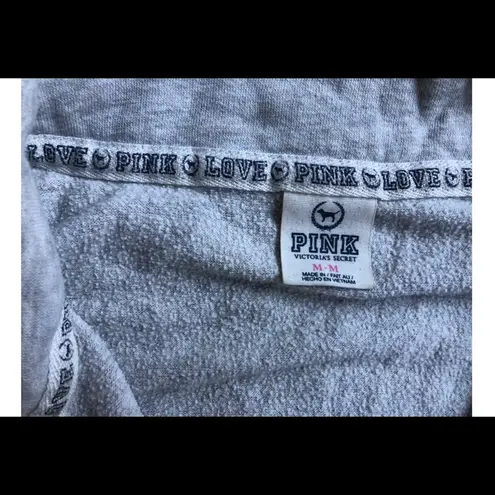 LOVE PINK LOVE PINK LOVE
PINK
VICTORIA'S SECRET
M-M
MADE IN / FAIT AU /
HECHO EN VIETNAM